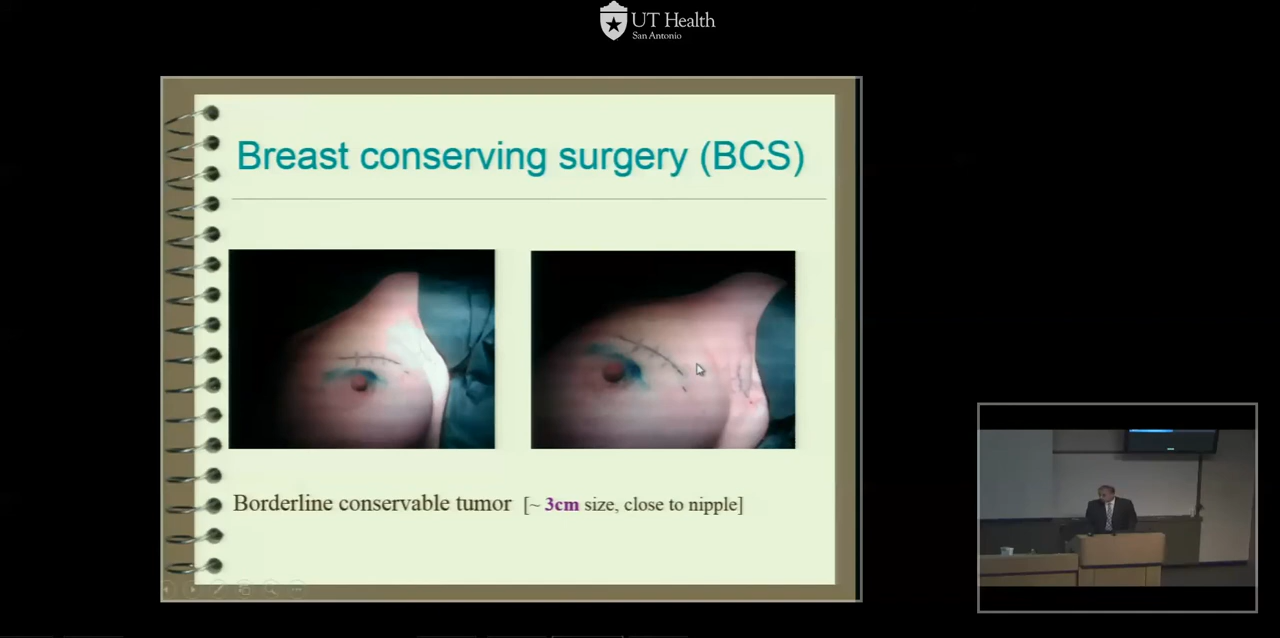 UT Health
San Antonio
Breast conserving surgery (BCS)
Borderline conservable tumor [~ 3cm size, close to nipple]